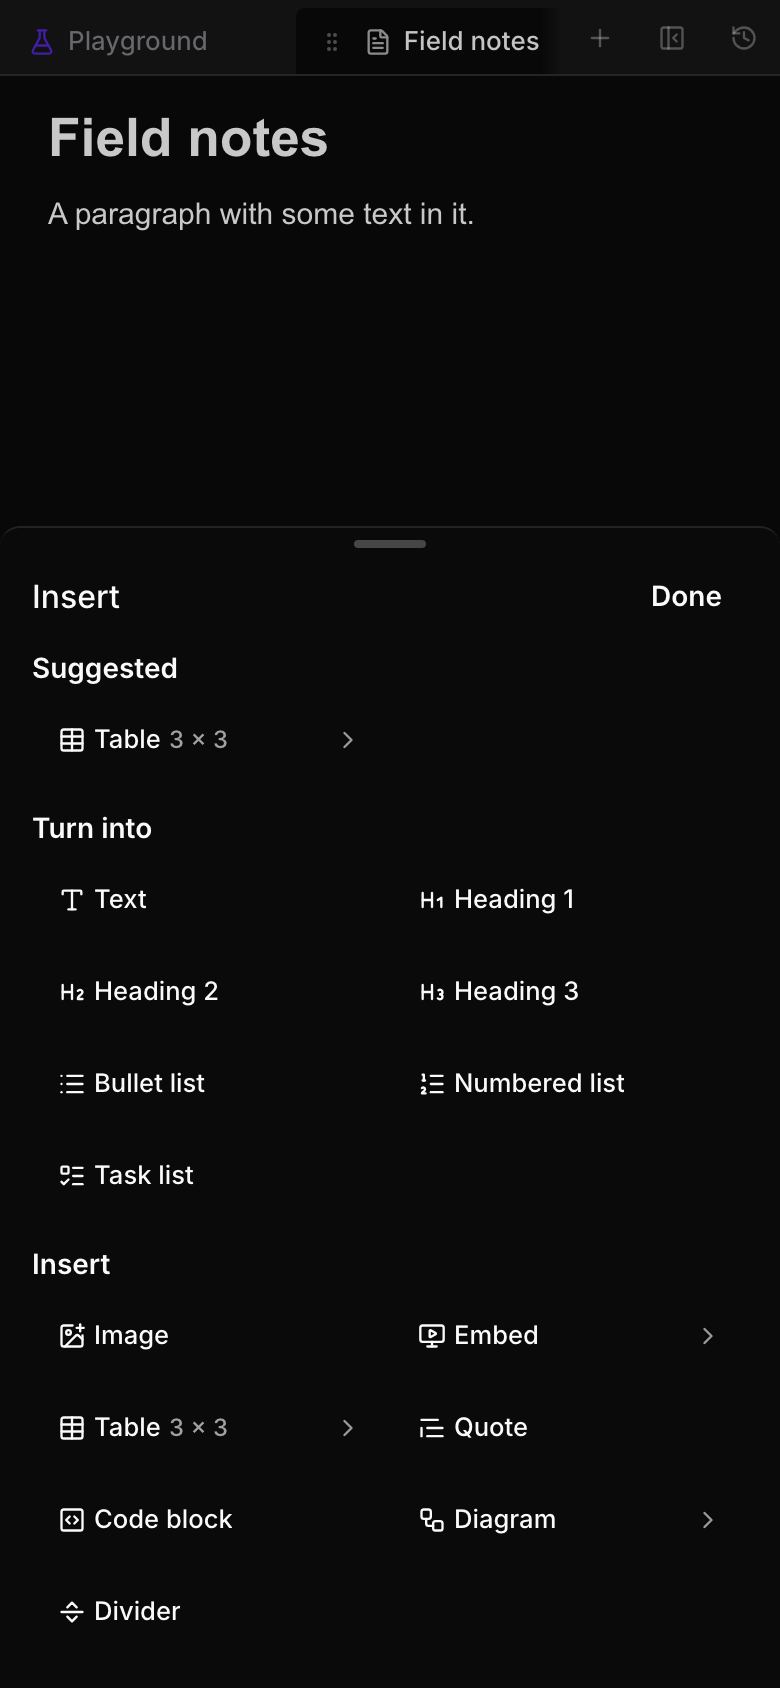 Playground
Field notes
Field notes
A paragraph with some text in it.
Insert
Done
Suggested
Table 3 × 3
Turn into
Text
Heading 1
Heading 2
Heading 3
Bullet list
Numbered list
Task list
Insert
Image
Embed
Table 3 × 3
Quote
Code block
Diagram
Divider